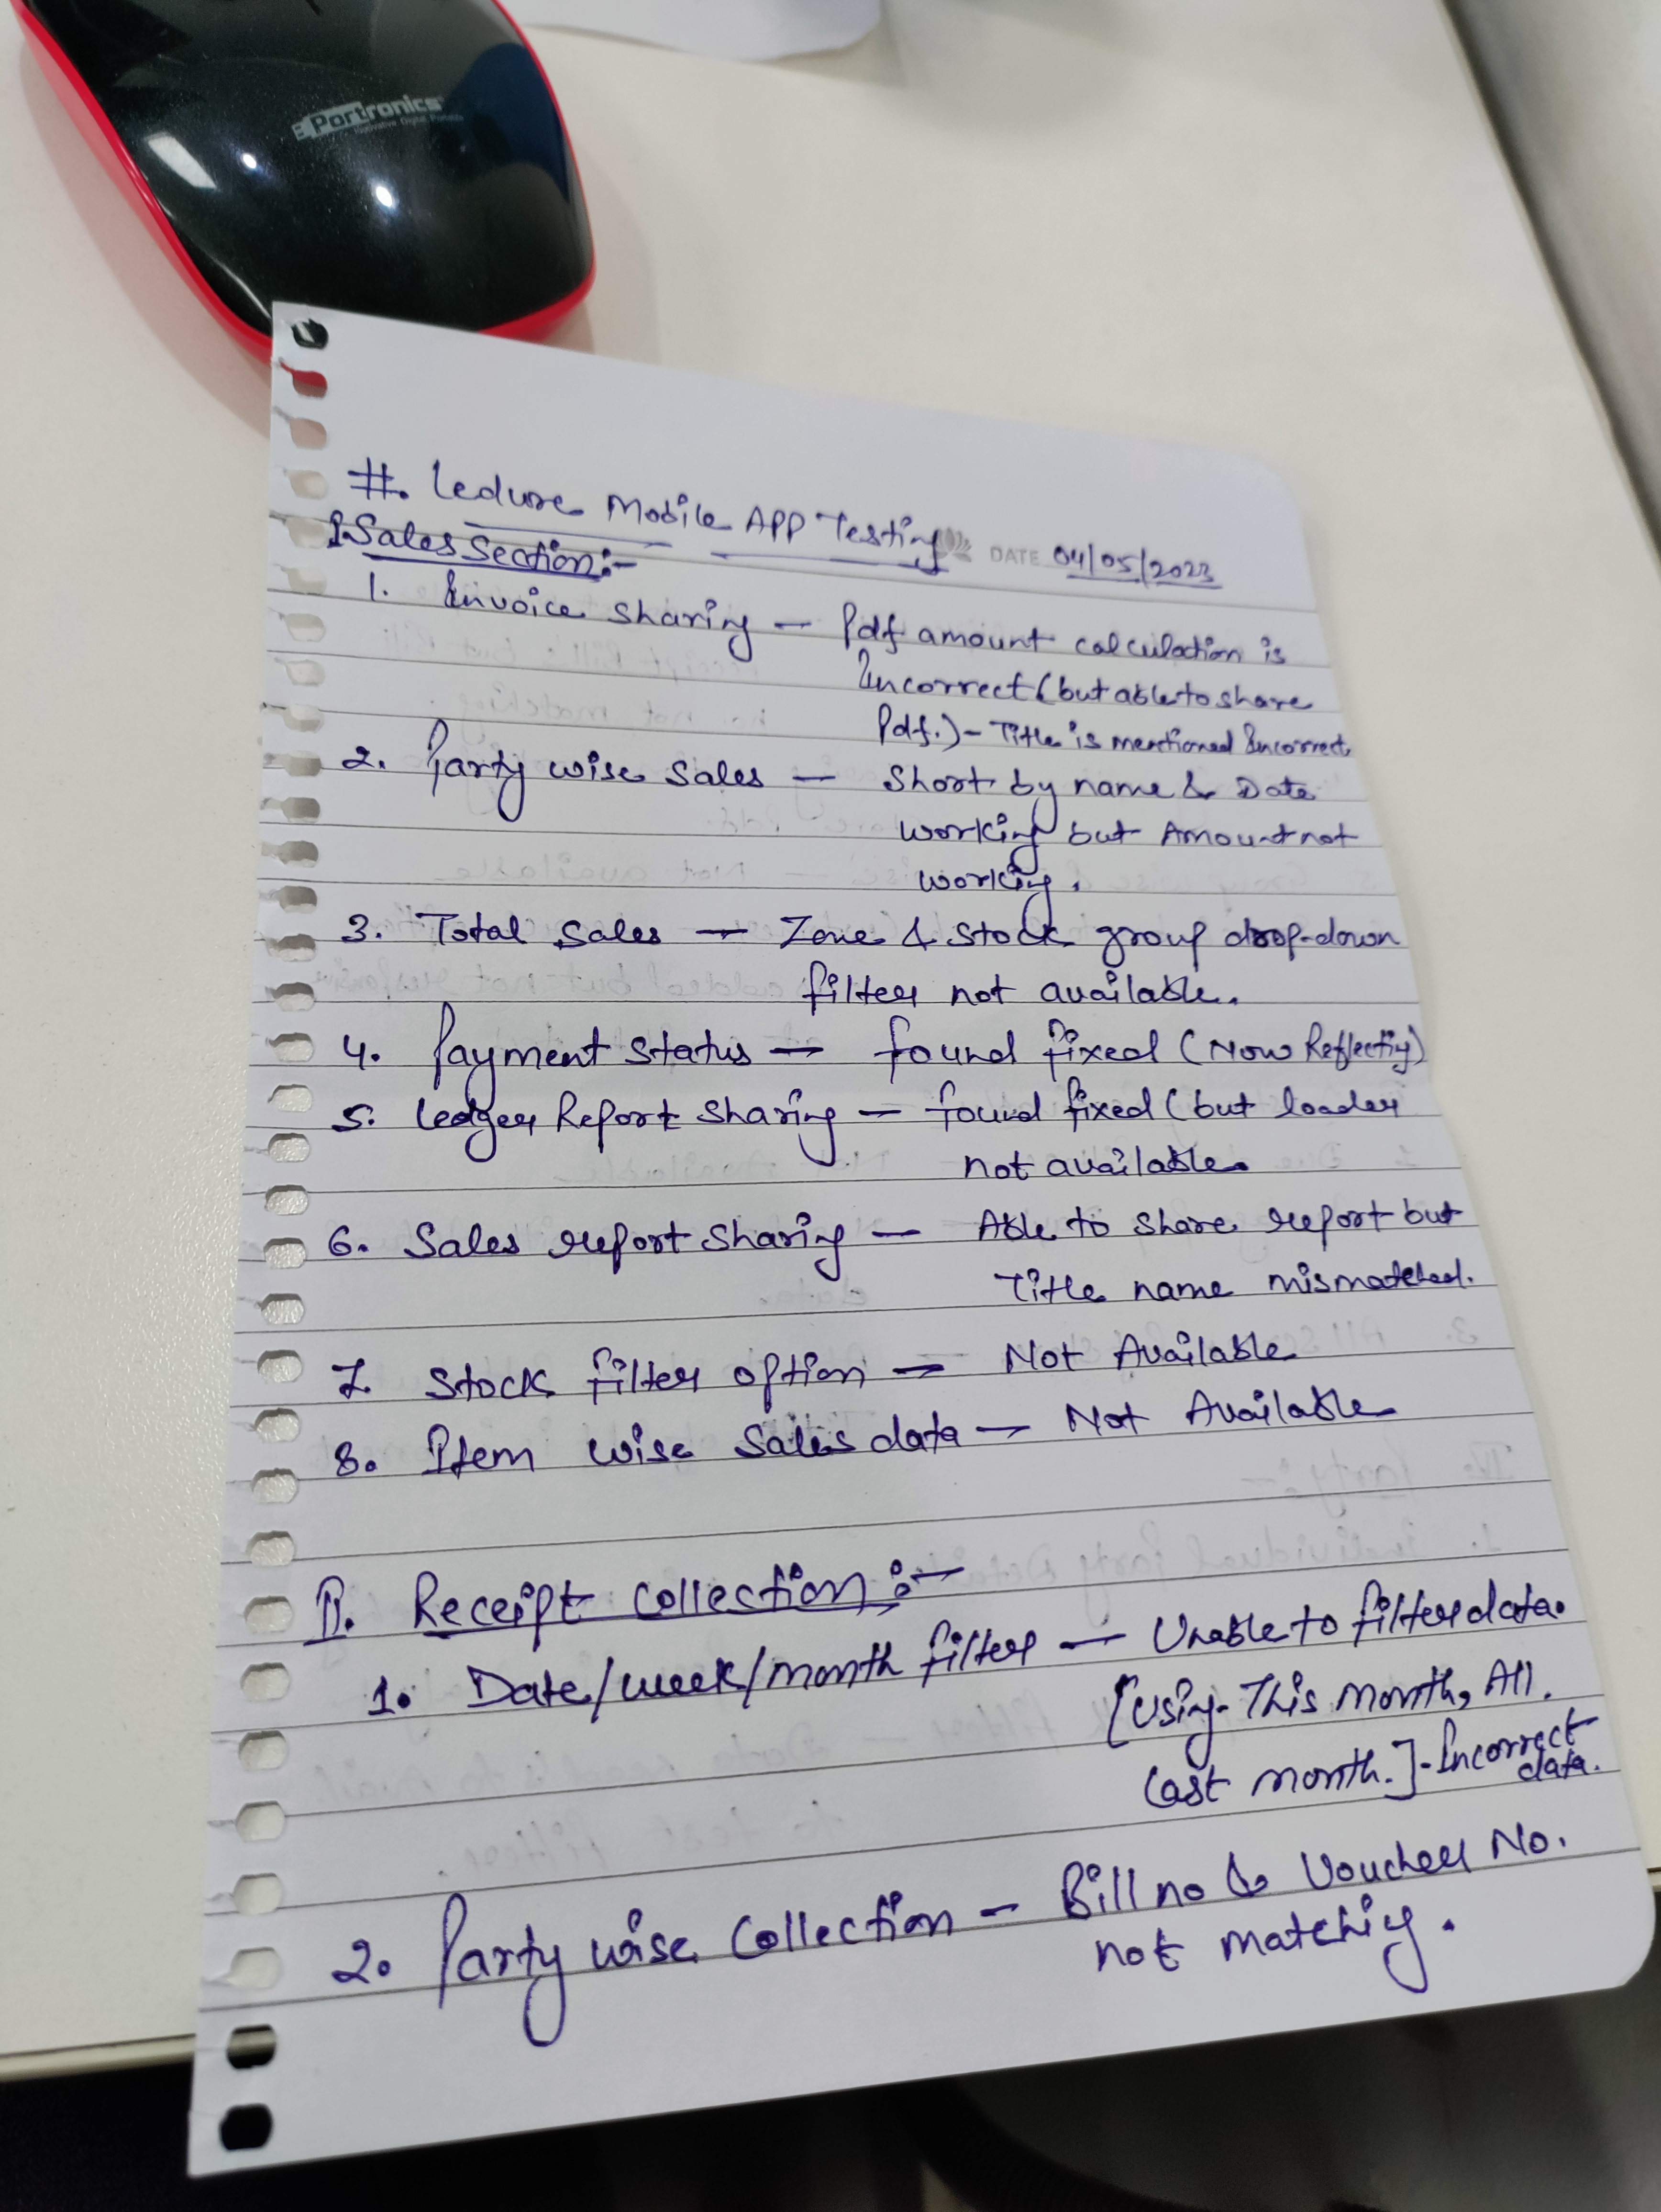 Portronics
#. Ledure Mobile APP Testing
DATE 04/05/2023
I Sales Section:-
1. Invoice sharing - Pdf amount calculation is
Incorrect (but able to share
Pdf.) - Title is mentioned Incorrect
2. Party wise Sales - Short by name & Date
working but Amount not
working.
3. Total Sales - Zone & Stock group drop-down
filter not available.
4. Payment Status - found fixed (Now Reflecting)
5. Ledger Report Sharing - found fixed (but loader
not available.
6. Sales report Sharing - Able to share report but
Title name mismatched.
7. Stock filter option - Not Available
8. Item wise Sales data - Not Available
II. Receipt Collection:-
1. Date/week/month filter - Unable to filter data.
[Using- This month, All.
Last month.] - Incorrect
data.
2. Party wise Collection - Bill no & Voucher No.
not matching.